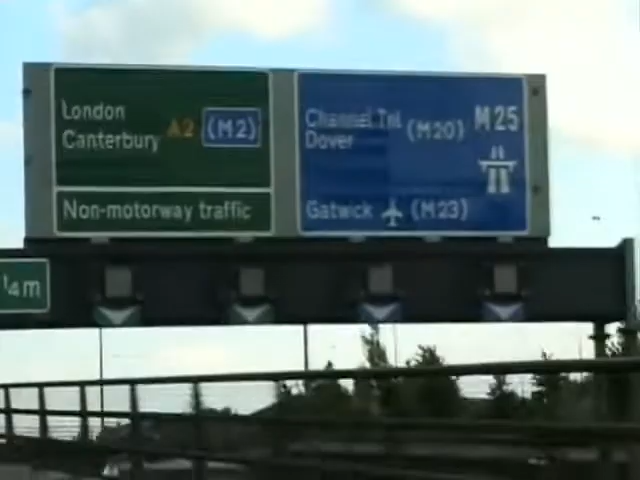 London
Canterbury A2 (M2)
Non-motorway traffic
Channel Tnl
Dover (M20) M25
Gatwick (M23)
1/4m